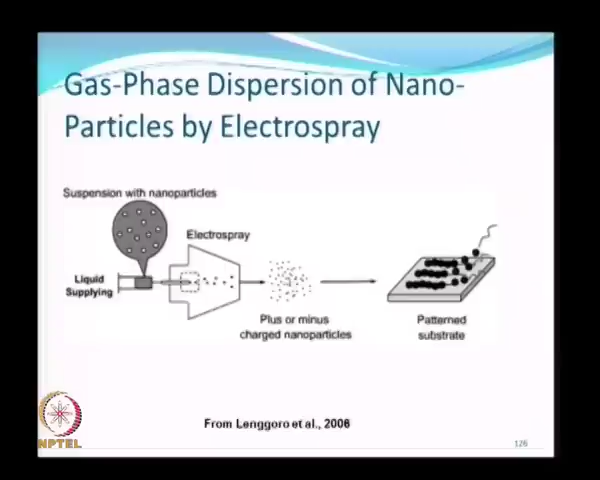 Gas-Phase Dispersion of Nano-
Particles by Electrospray
Suspension with nanoparticles
Electrospray
Liquid
Supplying
Plus or minus
charged nanoparticles
Patterned
substrate
From Lenggoro et al., 2006
NPTEL
126